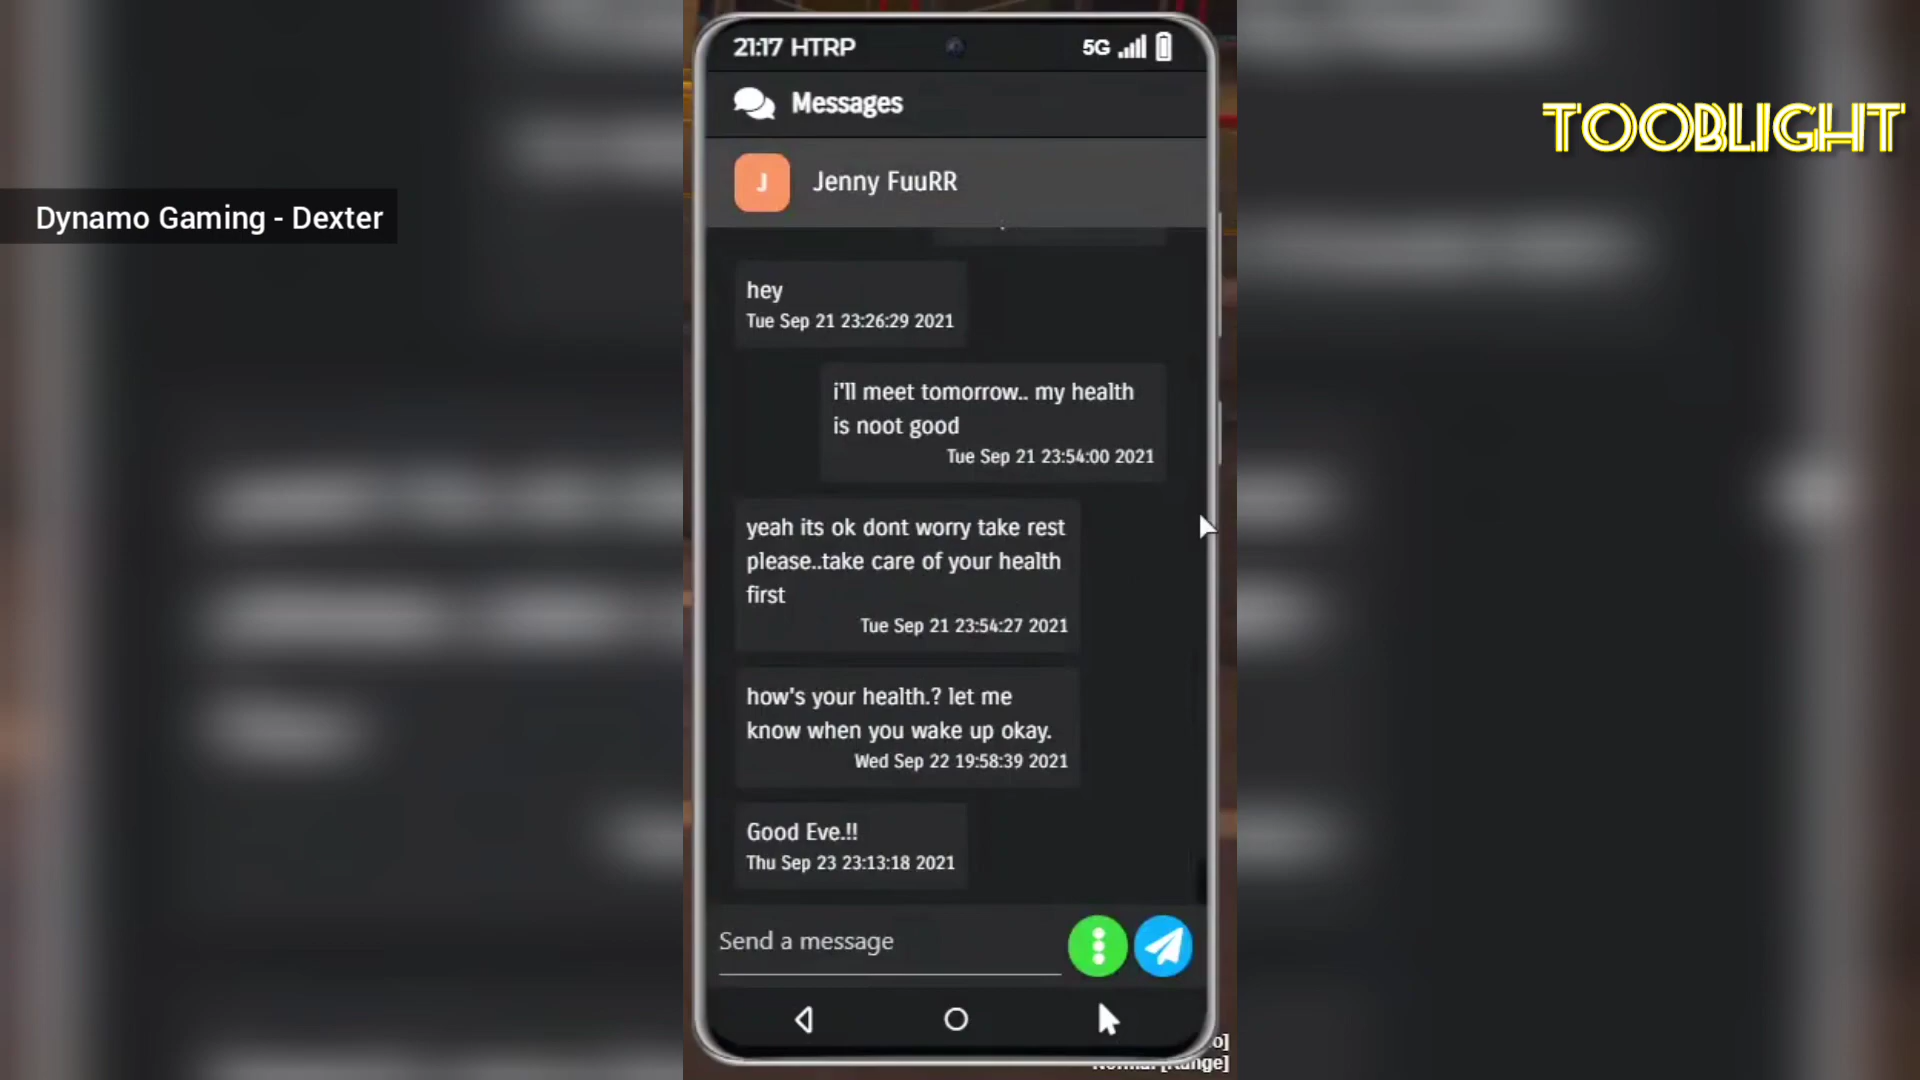 21:17 HTRP
5G
Messages
TOOBLIGHT
J
Jenny FuuRR
Dynamo Gaming - Dexter
hey
Tue Sep 21 23:26:29 2021
i'll meet tomorrow.. my health
is noot good
Tue Sep 21 23:54:00 2021
yeah its ok dont worry take rest
please..take care of your health
first
Tue Sep 21 23:54:27 2021
how's your health.? let me
know when you wake up okay.
Wed Sep 22 19:58:39 2021
Good Eve.!!
Thu Sep 23 23:13:18 2021
Send a message